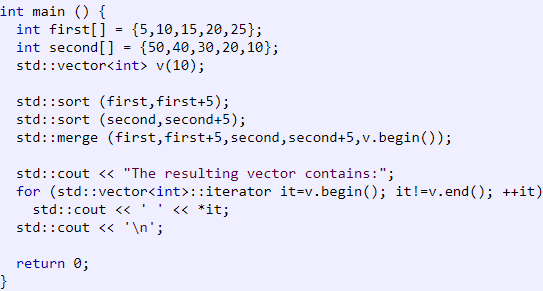 int main () {
  int first[] = {5,10,15,20,25};
  int second[] = {50,40,30,20,10};
  std::vector<int> v(10);

  std::sort (first,first+5);
  std::sort (second,second+5);
  std::merge (first,first+5,second,second+5,v.begin());

  std::cout << "The resulting vector contains:";
  for (std::vector<int>::iterator it=v.begin(); it!=v.end(); ++it)
    std::cout << ' ' << *it;
  std::cout << '\n';

  return 0;
}